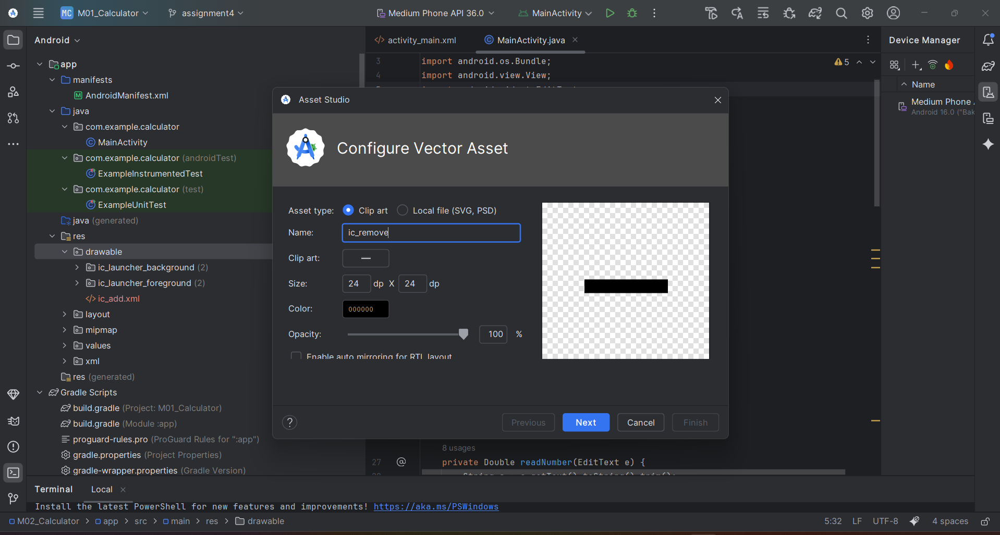 MC M01_Calculator
assignment4
Medium Phone API 36.0
MainActivity
Android
app
manifests
AndroidManifest.xml
java
com.example.calculator
MainActivity
com.example.calculator (androidTest)
ExampleInstrumentedTest
com.example.calculator (test)
ExampleUnitTest
java (generated)
res
drawable
ic_launcher_background (2)
ic_launcher_foreground (2)
ic_add.xml
layout
mipmap
values
xml
res (generated)
Gradle Scripts
build.gradle (Project: M01_Calculator)
build.gradle (Module :app)
proguard-rules.pro (ProGuard Rules for ":app")
gradle.properties (Project Properties)
gradle-wrapper.properties (Gradle Version)
activity_main.xml
MainActivity.java
3 import android.os.Bundle;
4 import android.view.View;
5
Asset Studio
Configure Vector Asset
Asset type: Clip art Local file (SVG, PSD)
Name: ic_remove
Clip art:
Size: 24 dp X 24 dp
Color: 000000
Opacity: 100 %
Enable auto mirroring for RTL layout
? Previous Next Cancel Finish
8 usages
27 @ private Double readNumber(EditText e) {
Device Manager
Name
Medium Phone
Android 16.0 ("Bak
Terminal
Local
Install the latest PowerShell for new features and improvements! https://aka.ms/PSWindows
M02_Calculator > app > src > main > res > drawable
5:32 LF UTF-8 4 spaces